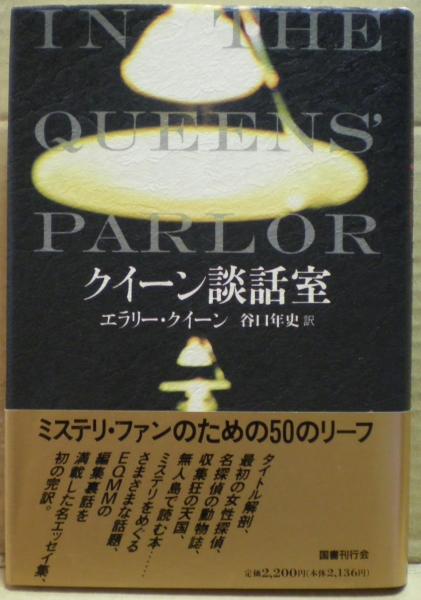 IN THE
QUEENS'
PARLOR
クイーン談話室
エラリー・クイーン 谷口年史 訳
ミステリ・ファンのための50のリーフ
タイトル解剖、
最初の女性探偵、
名探偵の動物誌、
収集狂の天国、
無人島で読む本……
ミステリをめぐる
さまざまな話題、
EQMMの
編集裏話を
満載した名エッセイ集、
初の完訳。
国書刊行会
定価2,200円(本体2,136円)